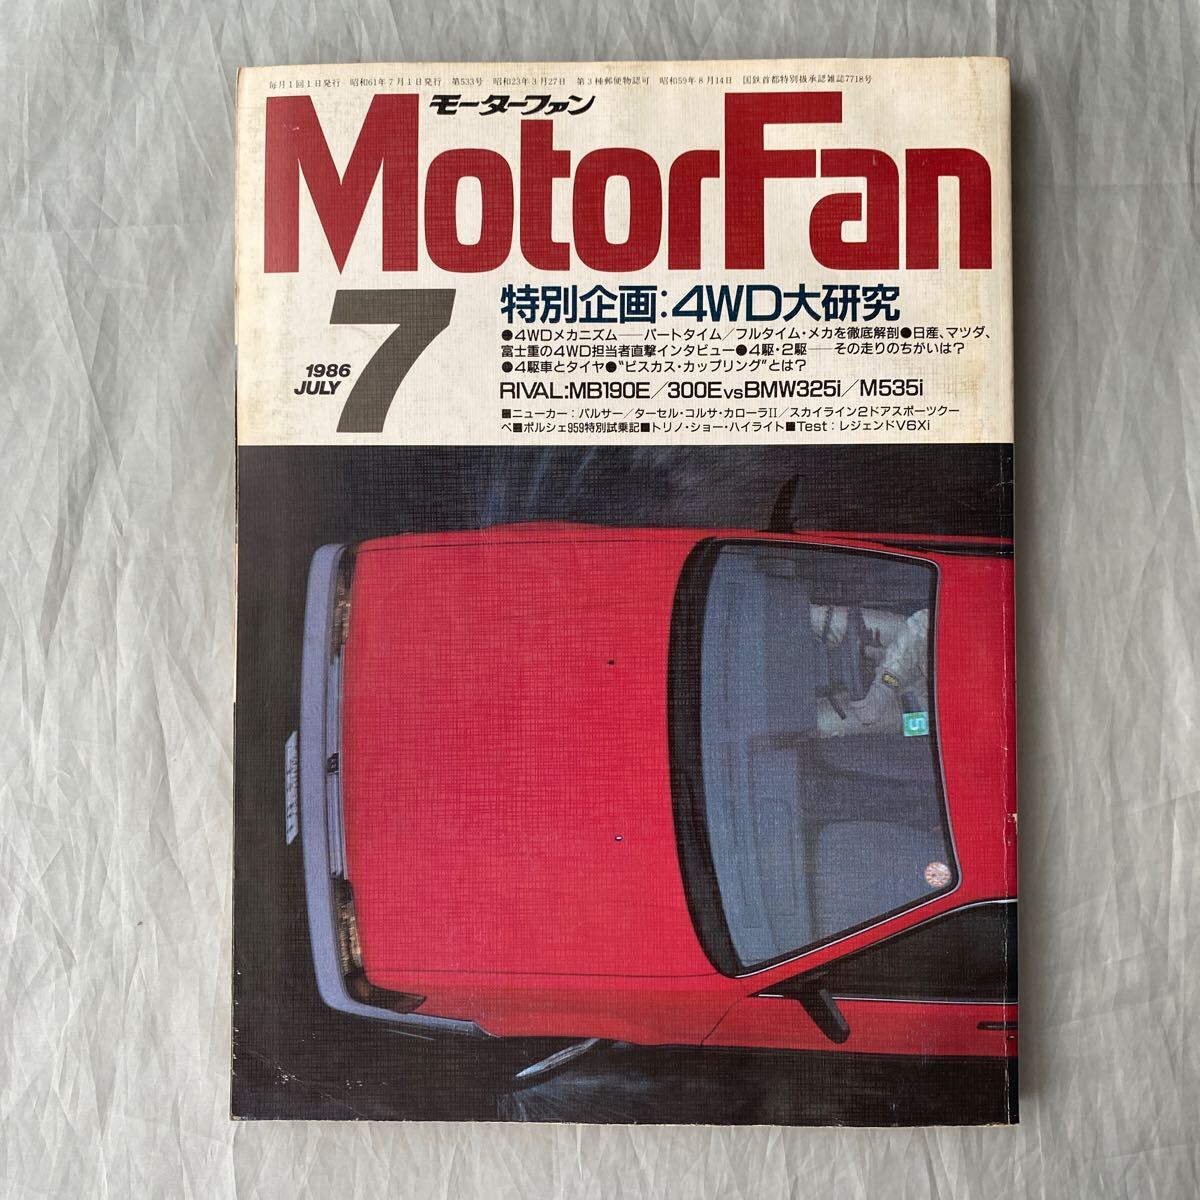 毎月1回1日発行 昭和61年7月1日発行 第533号 昭和23年3月27日 第3種郵便物認可 昭和59年8月14日 国鉄首都特別扱承認雑誌7718号
モーターファン
MotorFan
7
1986
JULY
特別企画:4WD大研究
●4WDメカニズム──パートタイム/フルタイム・メカを徹底解剖●日産、マツダ、
富士重の4WD担当者直撃インタビュー●4駆・2駆──その走りのちがいは?
●4駆車とタイヤ●“ビスカス・カップリング”とは?
RIVAL:MB190E/300EvsBMW325i/M535i
■ニューカー:パルサー/ターセル・コルサ・カローラII/スカイライン2ドアスポーツクー
ペ■ポルシェ959特別試乗記■トリノ・ショー・ハイライト■Test:レジェンドV6Xi
5